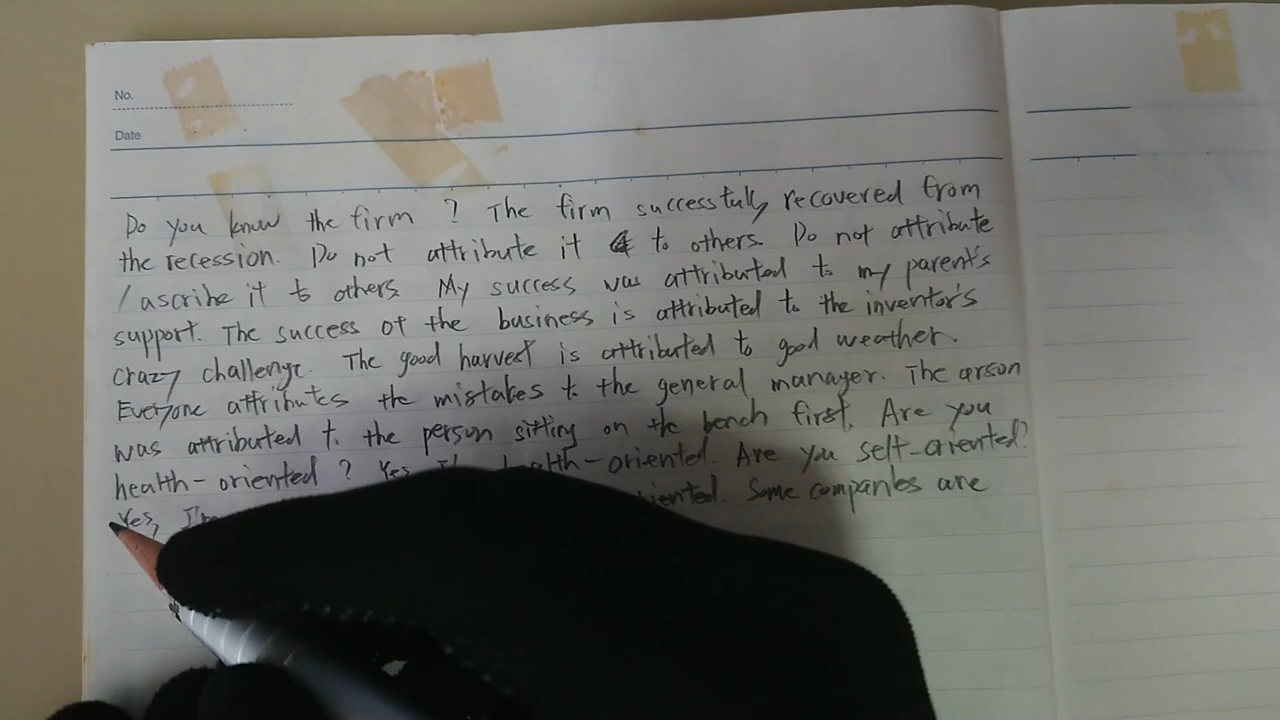 No.
Date
Do you know the firm ? The firm successfully recovered from
the recession. Do not attribute it to others. Do not attribute
/ ascribe it to others. My success was attributed to my parent's
support. The success of the business is attributed to the inventor's
crazy challenge. The good harvest is attributed to good weather.
Everyone attributes the mistakes to the general manager. The arson
was attributed to the person sitting on the bench first. Are you
health-oriented ? Yes, health-oriented. Are you self-oriented?
Yes, I'm oriented. Some companies are